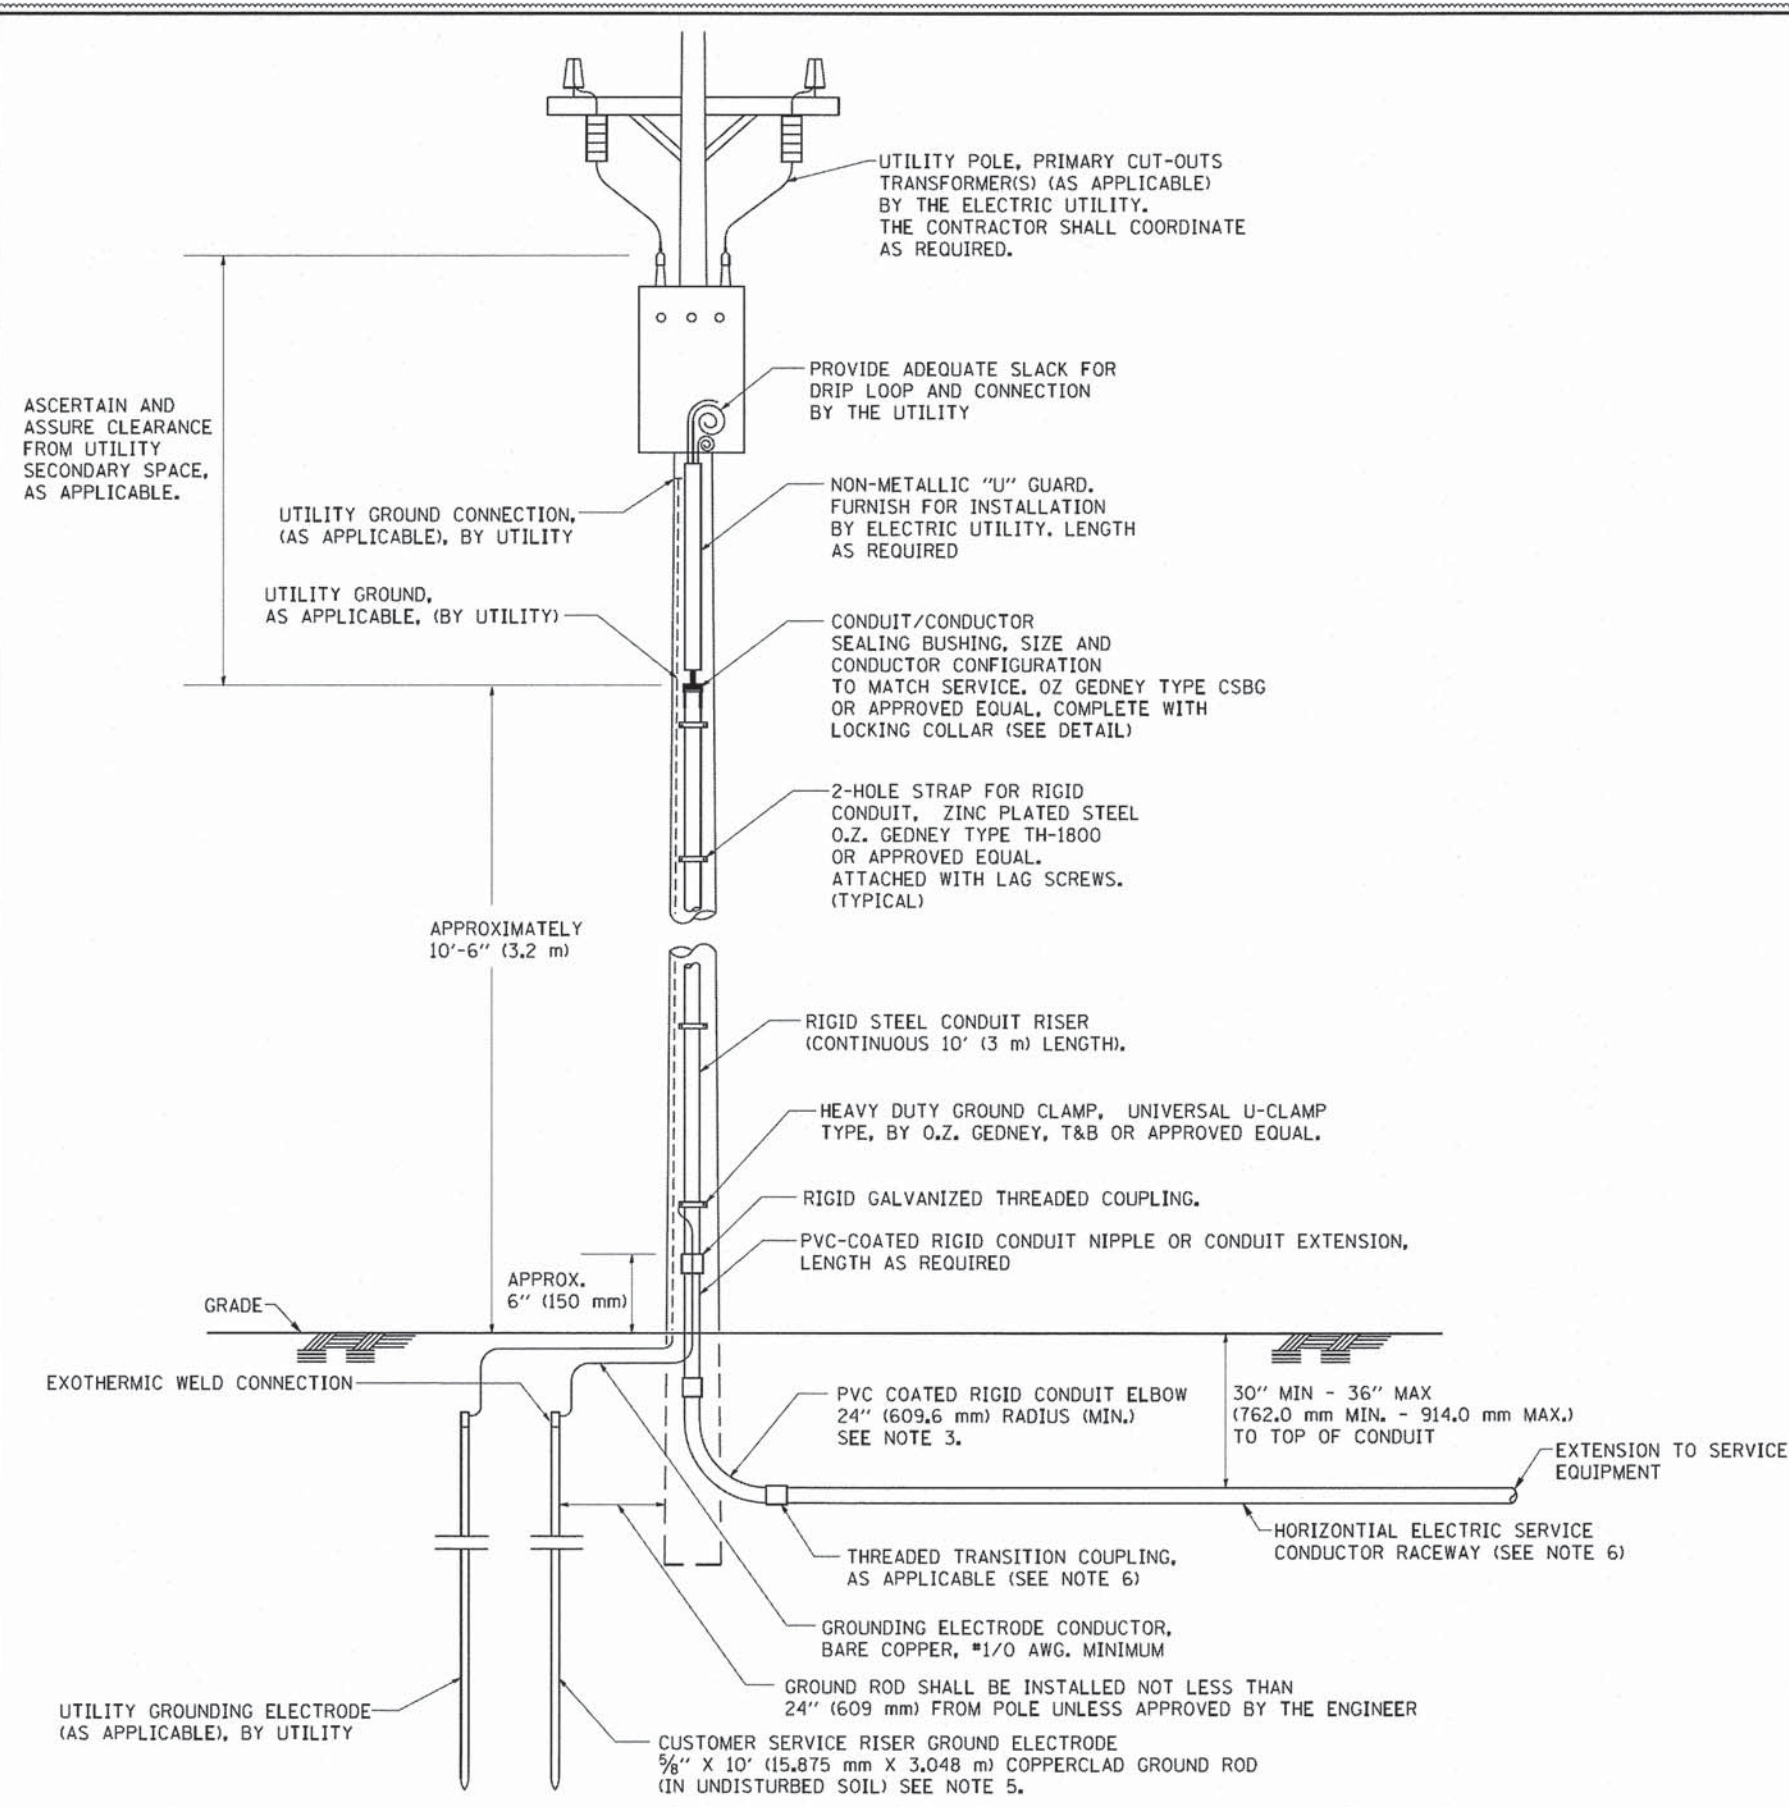 UTILITY POLE, PRIMARY CUT-OUTS
TRANSFORMER(S) (AS APPLICABLE)
BY THE ELECTRIC UTILITY.
THE CONTRACTOR SHALL COORDINATE
AS REQUIRED.
PROVIDE ADEQUATE SLACK FOR
DRIP LOOP AND CONNECTION
BY THE UTILITY
ASCERTAIN AND
ASSURE CLEARANCE
FROM UTILITY
SECONDARY SPACE,
AS APPLICABLE.
UTILITY GROUND CONNECTION,
(AS APPLICABLE), BY UTILITY
NON-METALLIC "U" GUARD.
FURNISH FOR INSTALLATION
BY ELECTRIC UTILITY. LENGTH
AS REQUIRED
UTILITY GROUND,
AS APPLICABLE, (BY UTILITY)
CONDUIT/CONDUCTOR
SEALING BUSHING, SIZE AND
CONDUCTOR CONFIGURATION
TO MATCH SERVICE. OZ GEDNEY TYPE CSBG
OR APPROVED EQUAL, COMPLETE WITH
LOCKING COLLAR (SEE DETAIL)
2-HOLE STRAP FOR RIGID
CONDUIT, ZINC PLATED STEEL
O.Z. GEDNEY TYPE TH-1800
OR APPROVED EQUAL.
ATTACHED WITH LAG SCREWS.
(TYPICAL)
APPROXIMATELY
10'-6" (3.2 m)
RIGID STEEL CONDUIT RISER
(CONTINUOUS 10' (3 m) LENGTH).
HEAVY DUTY GROUND CLAMP, UNIVERSAL U-CLAMP
TYPE, BY O.Z. GEDNEY, T&B OR APPROVED EQUAL.
RIGID GALVANIZED THREADED COUPLING.
PVC-COATED RIGID CONDUIT NIPPLE OR CONDUIT EXTENSION,
LENGTH AS REQUIRED
APPROX.
6" (150 mm)
GRADE
EXOTHERMIC WELD CONNECTION
PVC COATED RIGID CONDUIT ELBOW
24" (609.6 mm) RADIUS (MIN.)
SEE NOTE 3.
30" MIN - 36" MAX
(762.0 mm MIN. - 914.0 mm MAX.)
TO TOP OF CONDUIT
EXTENSION TO SERVICE
EQUIPMENT
HORIZONTIAL ELECTRIC SERVICE
CONDUCTOR RACEWAY (SEE NOTE 6)
THREADED TRANSITION COUPLING,
AS APPLICABLE (SEE NOTE 6)
GROUNDING ELECTRODE CONDUCTOR,
BARE COPPER, #1/0 AWG. MINIMUM
GROUND ROD SHALL BE INSTALLED NOT LESS THAN
24" (609 mm) FROM POLE UNLESS APPROVED BY THE ENGINEER
UTILITY GROUNDING ELECTRODE
(AS APPLICABLE), BY UTILITY
CUSTOMER SERVICE RISER GROUND ELECTRODE
5/8" X 10' (15.875 mm X 3.048 m) COPPERCLAD GROUND ROD
(IN UNDISTURBED SOIL) SEE NOTE 5.